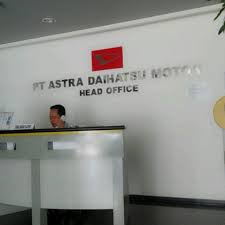 PT ASTRA DAIHATSU MOTOR
HEAD OFFICE